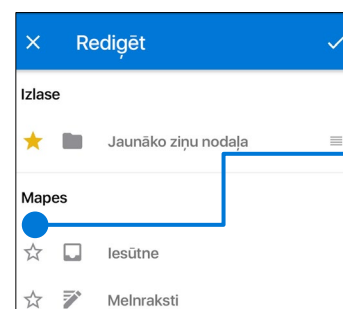 Rediģēt
Izlase
Jaunāko ziņu nodaļa
Mapes
Iesūtne
Melnraksti